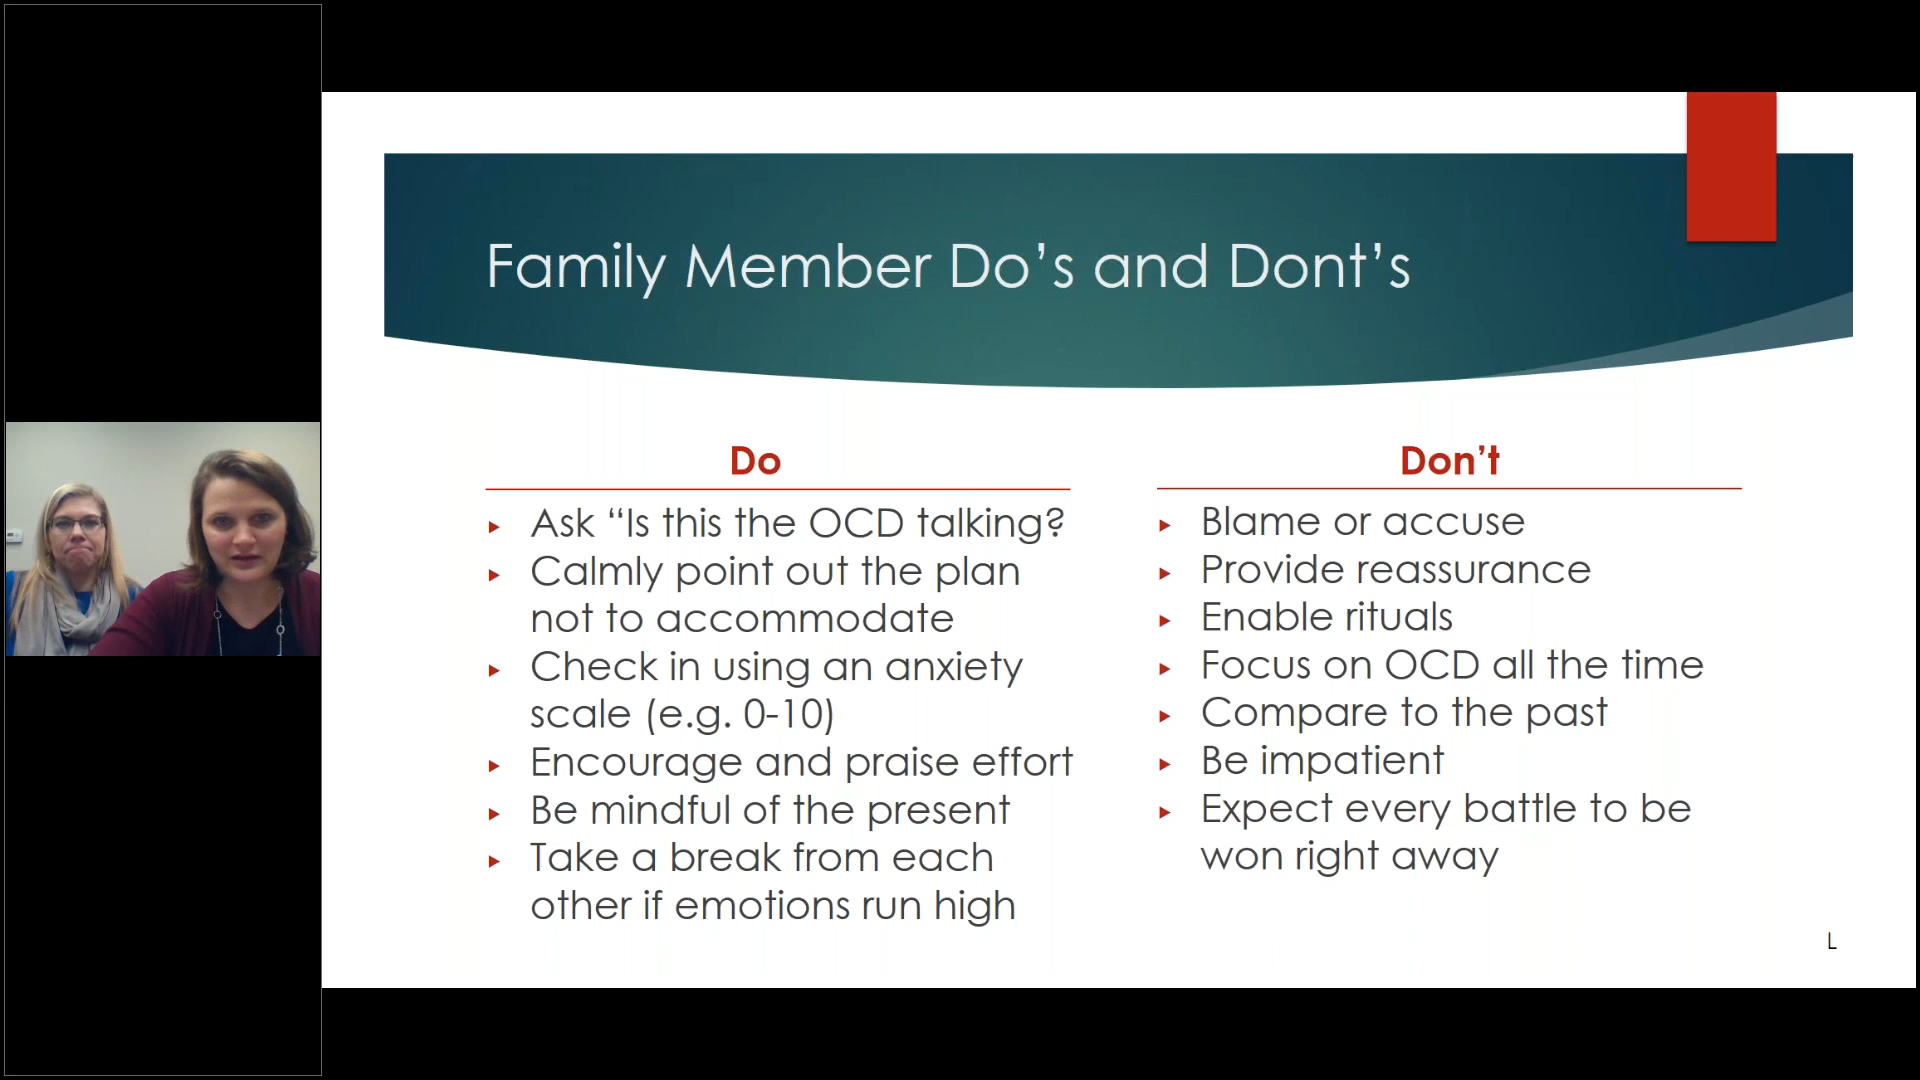 Family Member Do’s and Dont’s
Do
Ask “Is this the OCD talking?
Calmly point out the plan
not to accommodate
Check in using an anxiety
scale (e.g. 0-10)
Encourage and praise effort
Be mindful of the present
Take a break from each
other if emotions run high
Don’t
Blame or accuse
Provide reassurance
Enable rituals
Focus on OCD all the time
Compare to the past
Be impatient
Expect every battle to be
won right away
L